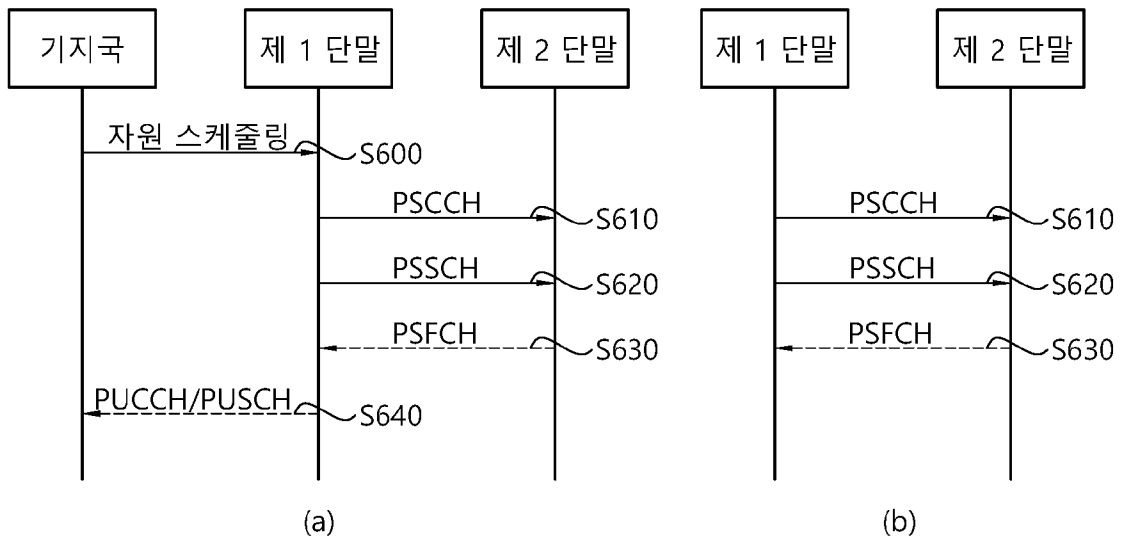 기지국 제 1 단말 제 2 단말
자원 스케줄링 S600
PSCCH S610
PSSCH S620
PSFCH S630
PUCCH/PUSCH S640
(a)
제 1 단말 제 2 단말
PSCCH S610
PSSCH S620
PSFCH S630
(b)